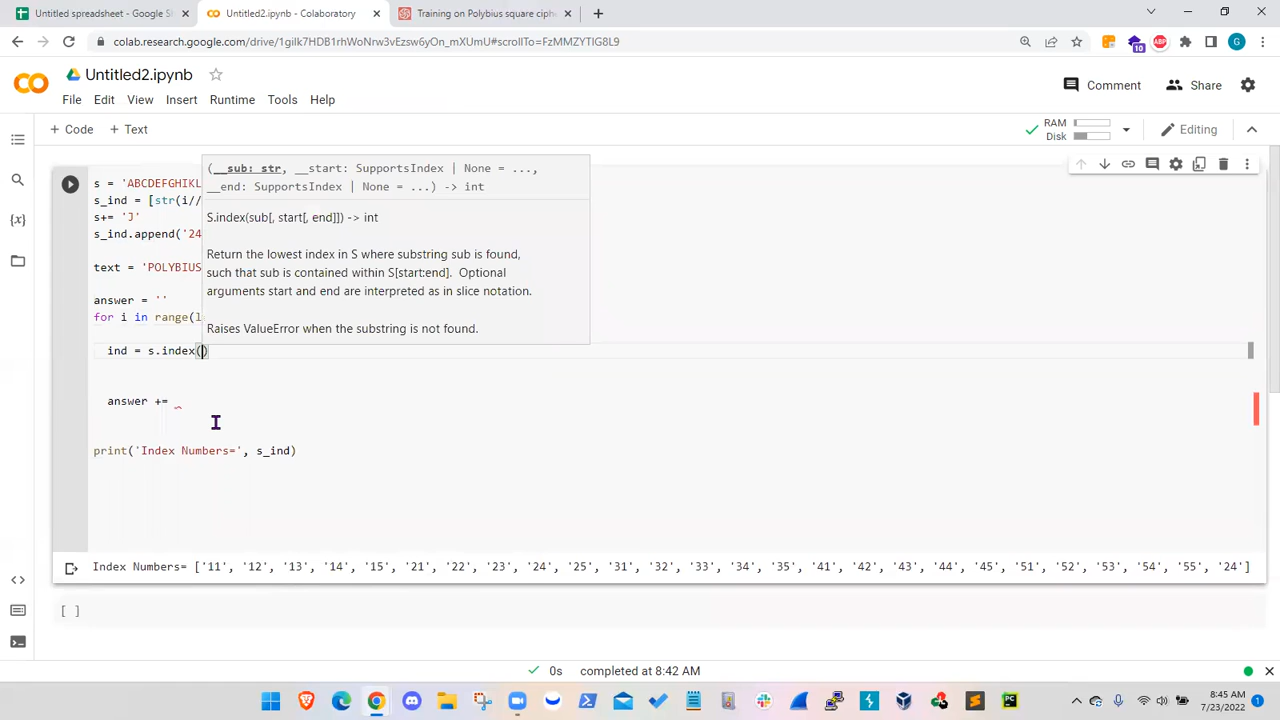 Untitled spreadsheet - Google Sh
Untitled2.ipynb - Colaboratory
Training on Polybius square ciph
colab.research.google.com/drive/1gilk7HDB1rhWoNrw3vEzsw6yOn_mXUmU#scrollTo=FzMMZYTIG8L9
10
ABP
G
CO
Untitled2.ipynb
Comment
Share
File Edit View Insert Runtime Tools Help
+ Code + Text
RAM
Disk
Editing
{x}
s = 'ABCDEFGHIKL
s_ind = [str(i//
s+= 'J'
s_ind.append('24
text = 'POLYBIUS
answer = ''
for i in range(l
(__sub: str, __start: SupportsIndex | None = ...,
__end: SupportsIndex | None = ...) -> int
S.index(sub[, start[, end]]) -> int
Return the lowest index in S where substring sub is found,
such that sub is contained within S[start:end]. Optional
arguments start and end are interpreted as in slice notation.
Raises ValueError when the substring is not found.
ind = s.index()
answer +=
print('Index Numbers=', s_ind)
Index Numbers= ['11', '12', '13', '14', '15', '21', '22', '23', '24', '25', '31', '32', '33', '34', '35', '41', '42', '43', '44', '45', '51', '52', '53', '54', '55', '24']
[ ]
0s completed at 8:42 AM
PC
8:45 AM
7/23/2022
1